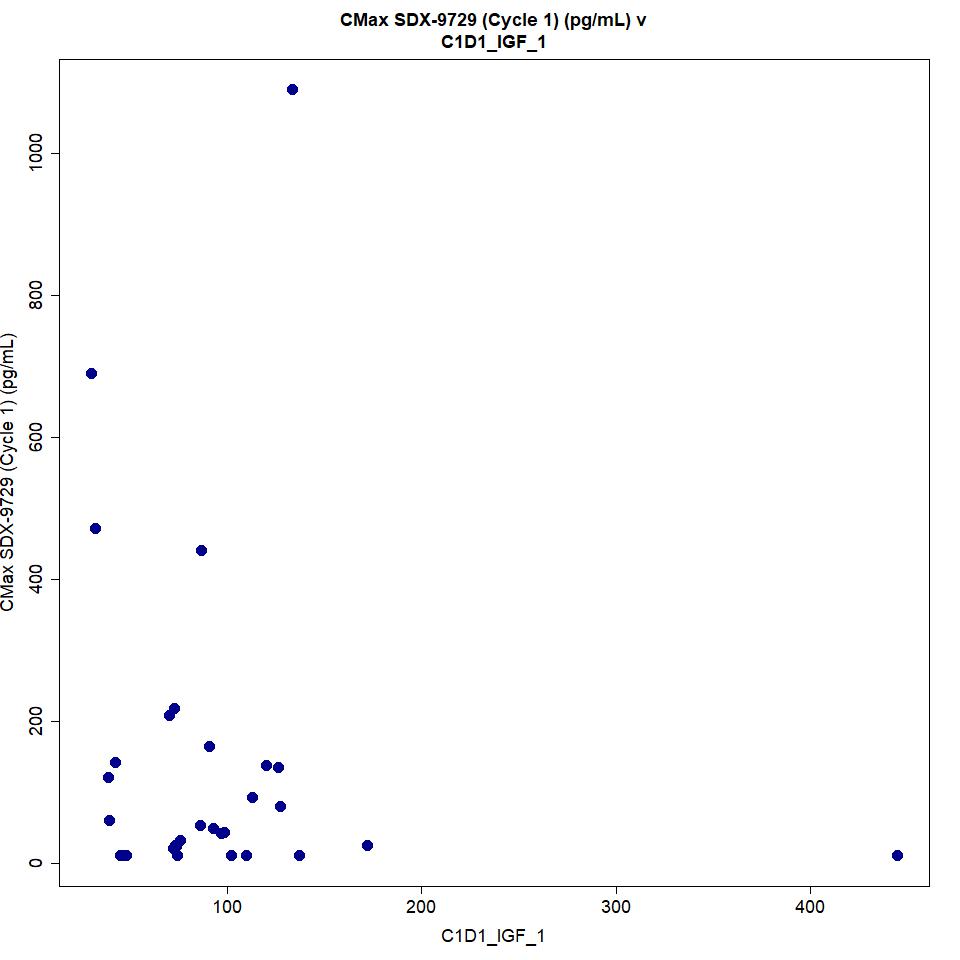 CMax SDX-9729 (Cycle 1) (pg/mL) v
C1D1_IGF_1
1000
800
600
400
200
0
CMax SDX-9729 (Cycle 1) (pg/mL)
100
200
300
400
C1D1_IGF_1